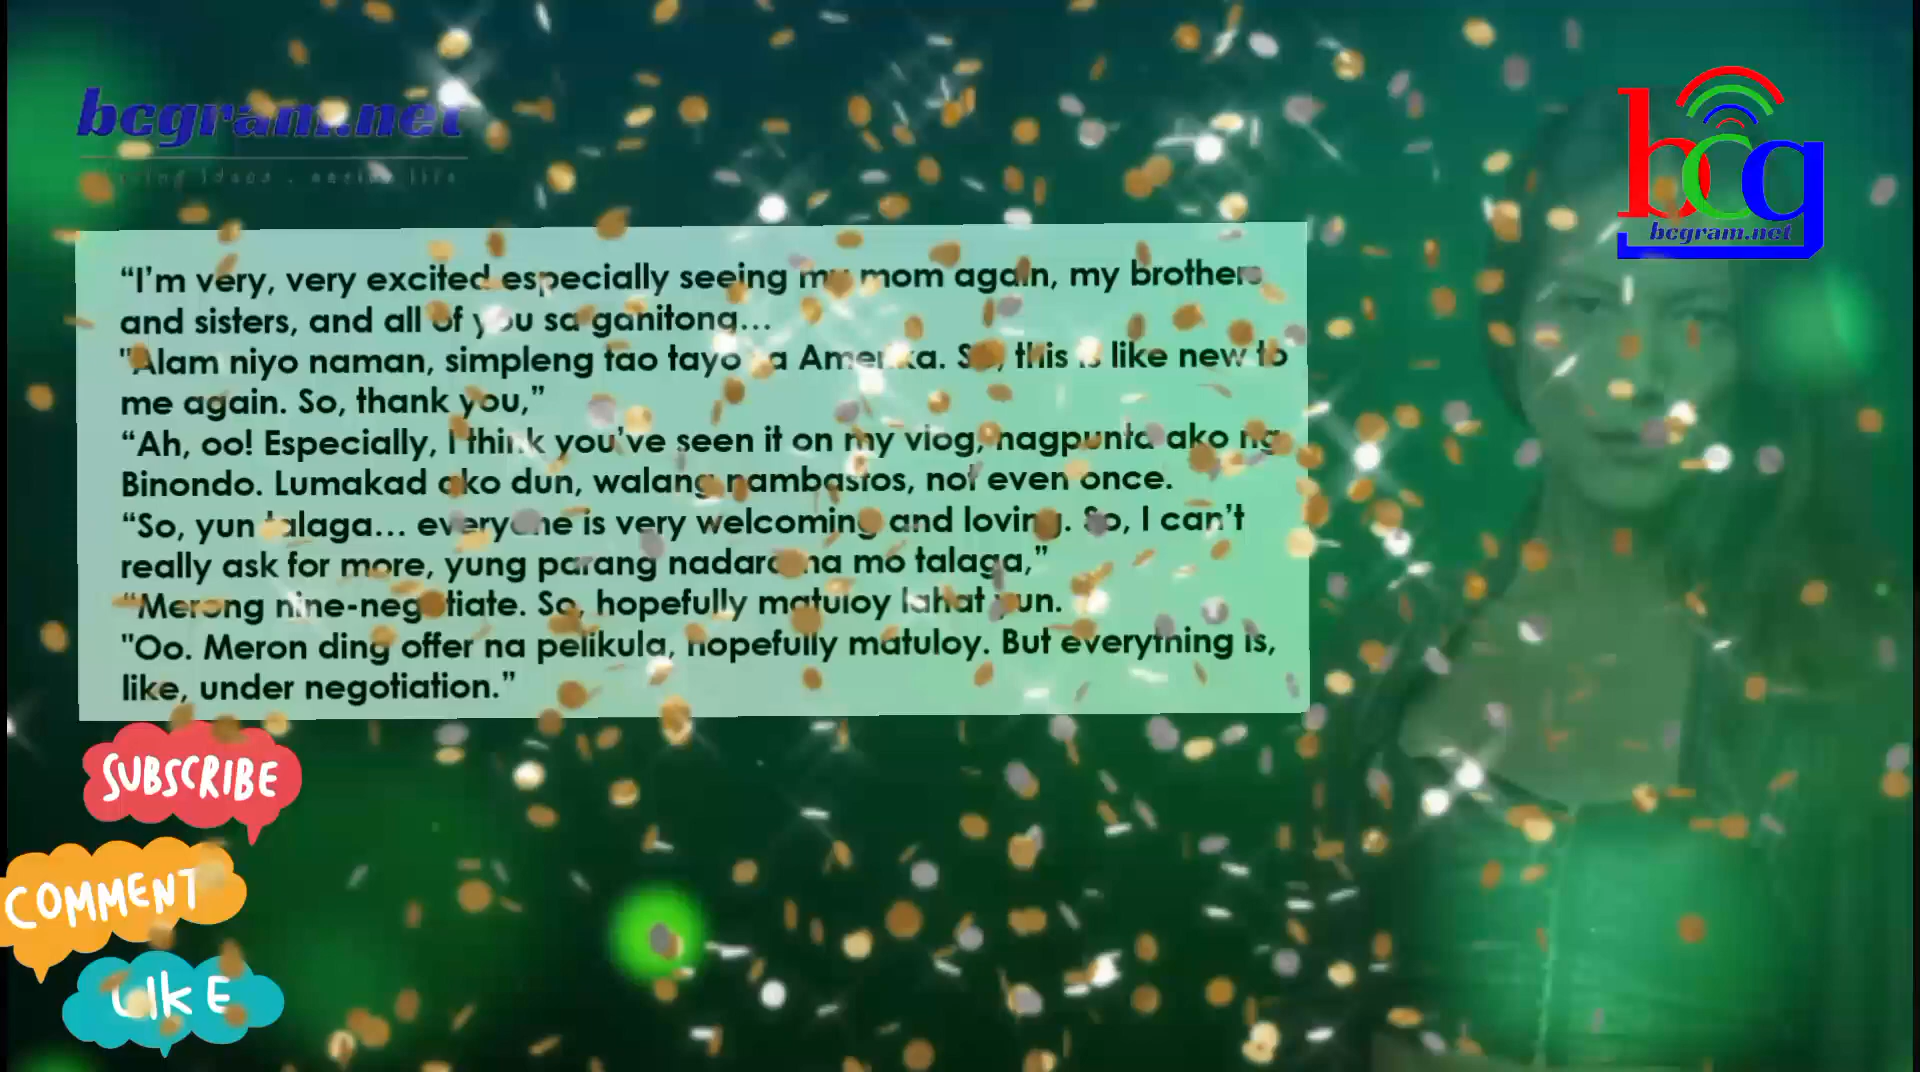 bcgram.net
bcg
bcgram.net
“I’m very, very excited especially seeing my mom again, my brothers
and sisters, and all of you sa ganitong...
"Alam niyo naman, simpleng tao tayo sa Amerika. So, this is like new to
me again. So, thank you,”
“Ah, oo! Especially, I think you’ve seen it on my vlog, nagpunta ako ng
Binondo. Lumakad ako dun, walang nambastos, not even once.
“So, yun talaga... everyone is very welcoming and loving. So, I can’t
really ask for more, yung parang nadarama mo talaga,”
“Merong nine-negotiate. So, hopefully matuloy lahat yun.
"Oo. Meron ding offer na pelikula, hopefully matuloy. But everything is,
like, under negotiation.”
SUBSCRIBE
COMMENT
LIKE